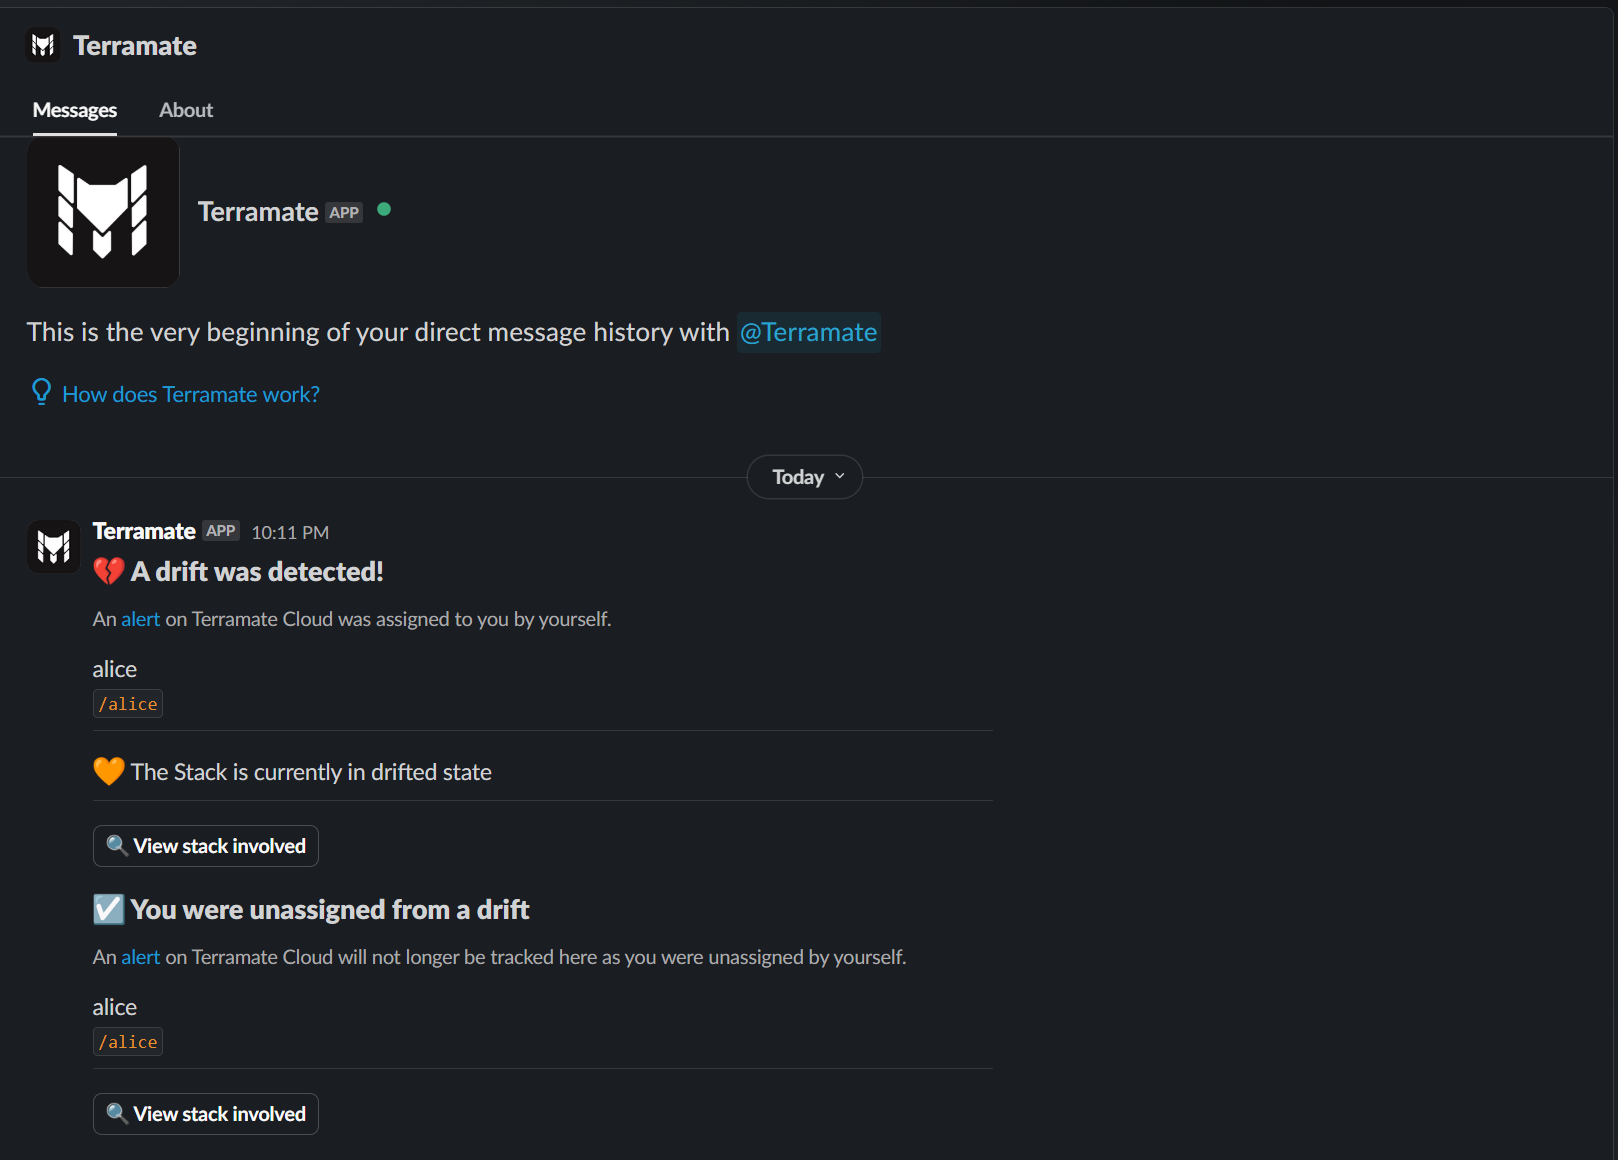 Terramate
Messages About
Terramate APP
This is the very beginning of your direct message history with @Terramate
How does Terramate work?
Today
Terramate APP 10:11 PM
💔 A drift was detected!
An alert on Terramate Cloud was assigned to you by yourself.
alice
/alice
🧡 The Stack is currently in drifted state
🔍 View stack involved
☑️ You were unassigned from a drift
An alert on Terramate Cloud will not longer be tracked here as you were unassigned by yourself.
alice
/alice
🔍 View stack involved